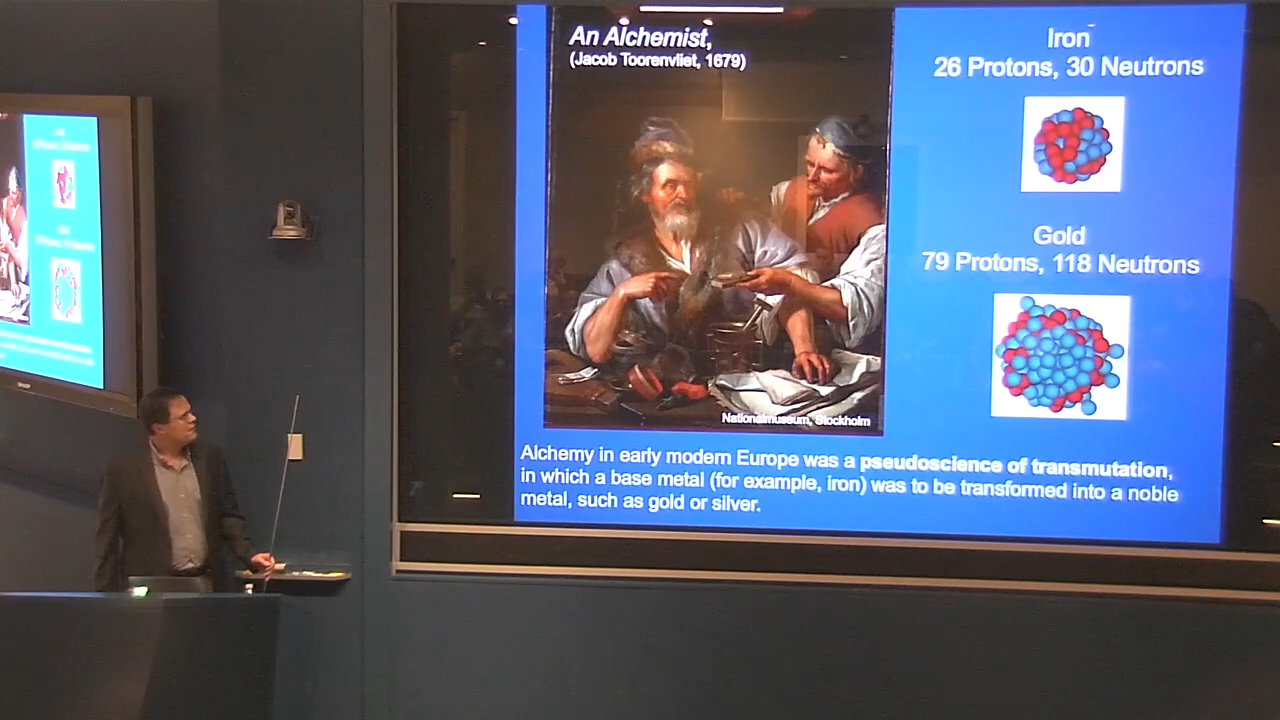 An Alchemist,
(Jacob Toorenvliet, 1679)
Iron
26 Protons, 30 Neutrons
Gold
79 Protons, 118 Neutrons
Nationalmuseum, Stockholm
Alchemy in early modern Europe was a pseudoscience of transmutation,
in which a base metal (for example, iron) was to be transformed into a noble
metal, such as gold or silver.